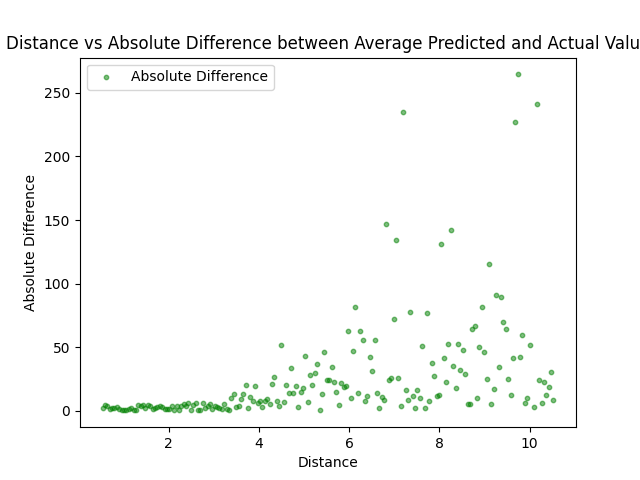 Distance vs Absolute Difference between Average Predicted and Actual Valu
Absolute Difference
250
200
150
100
50
0
Absolute Difference
2
4
6
8
10
Distance